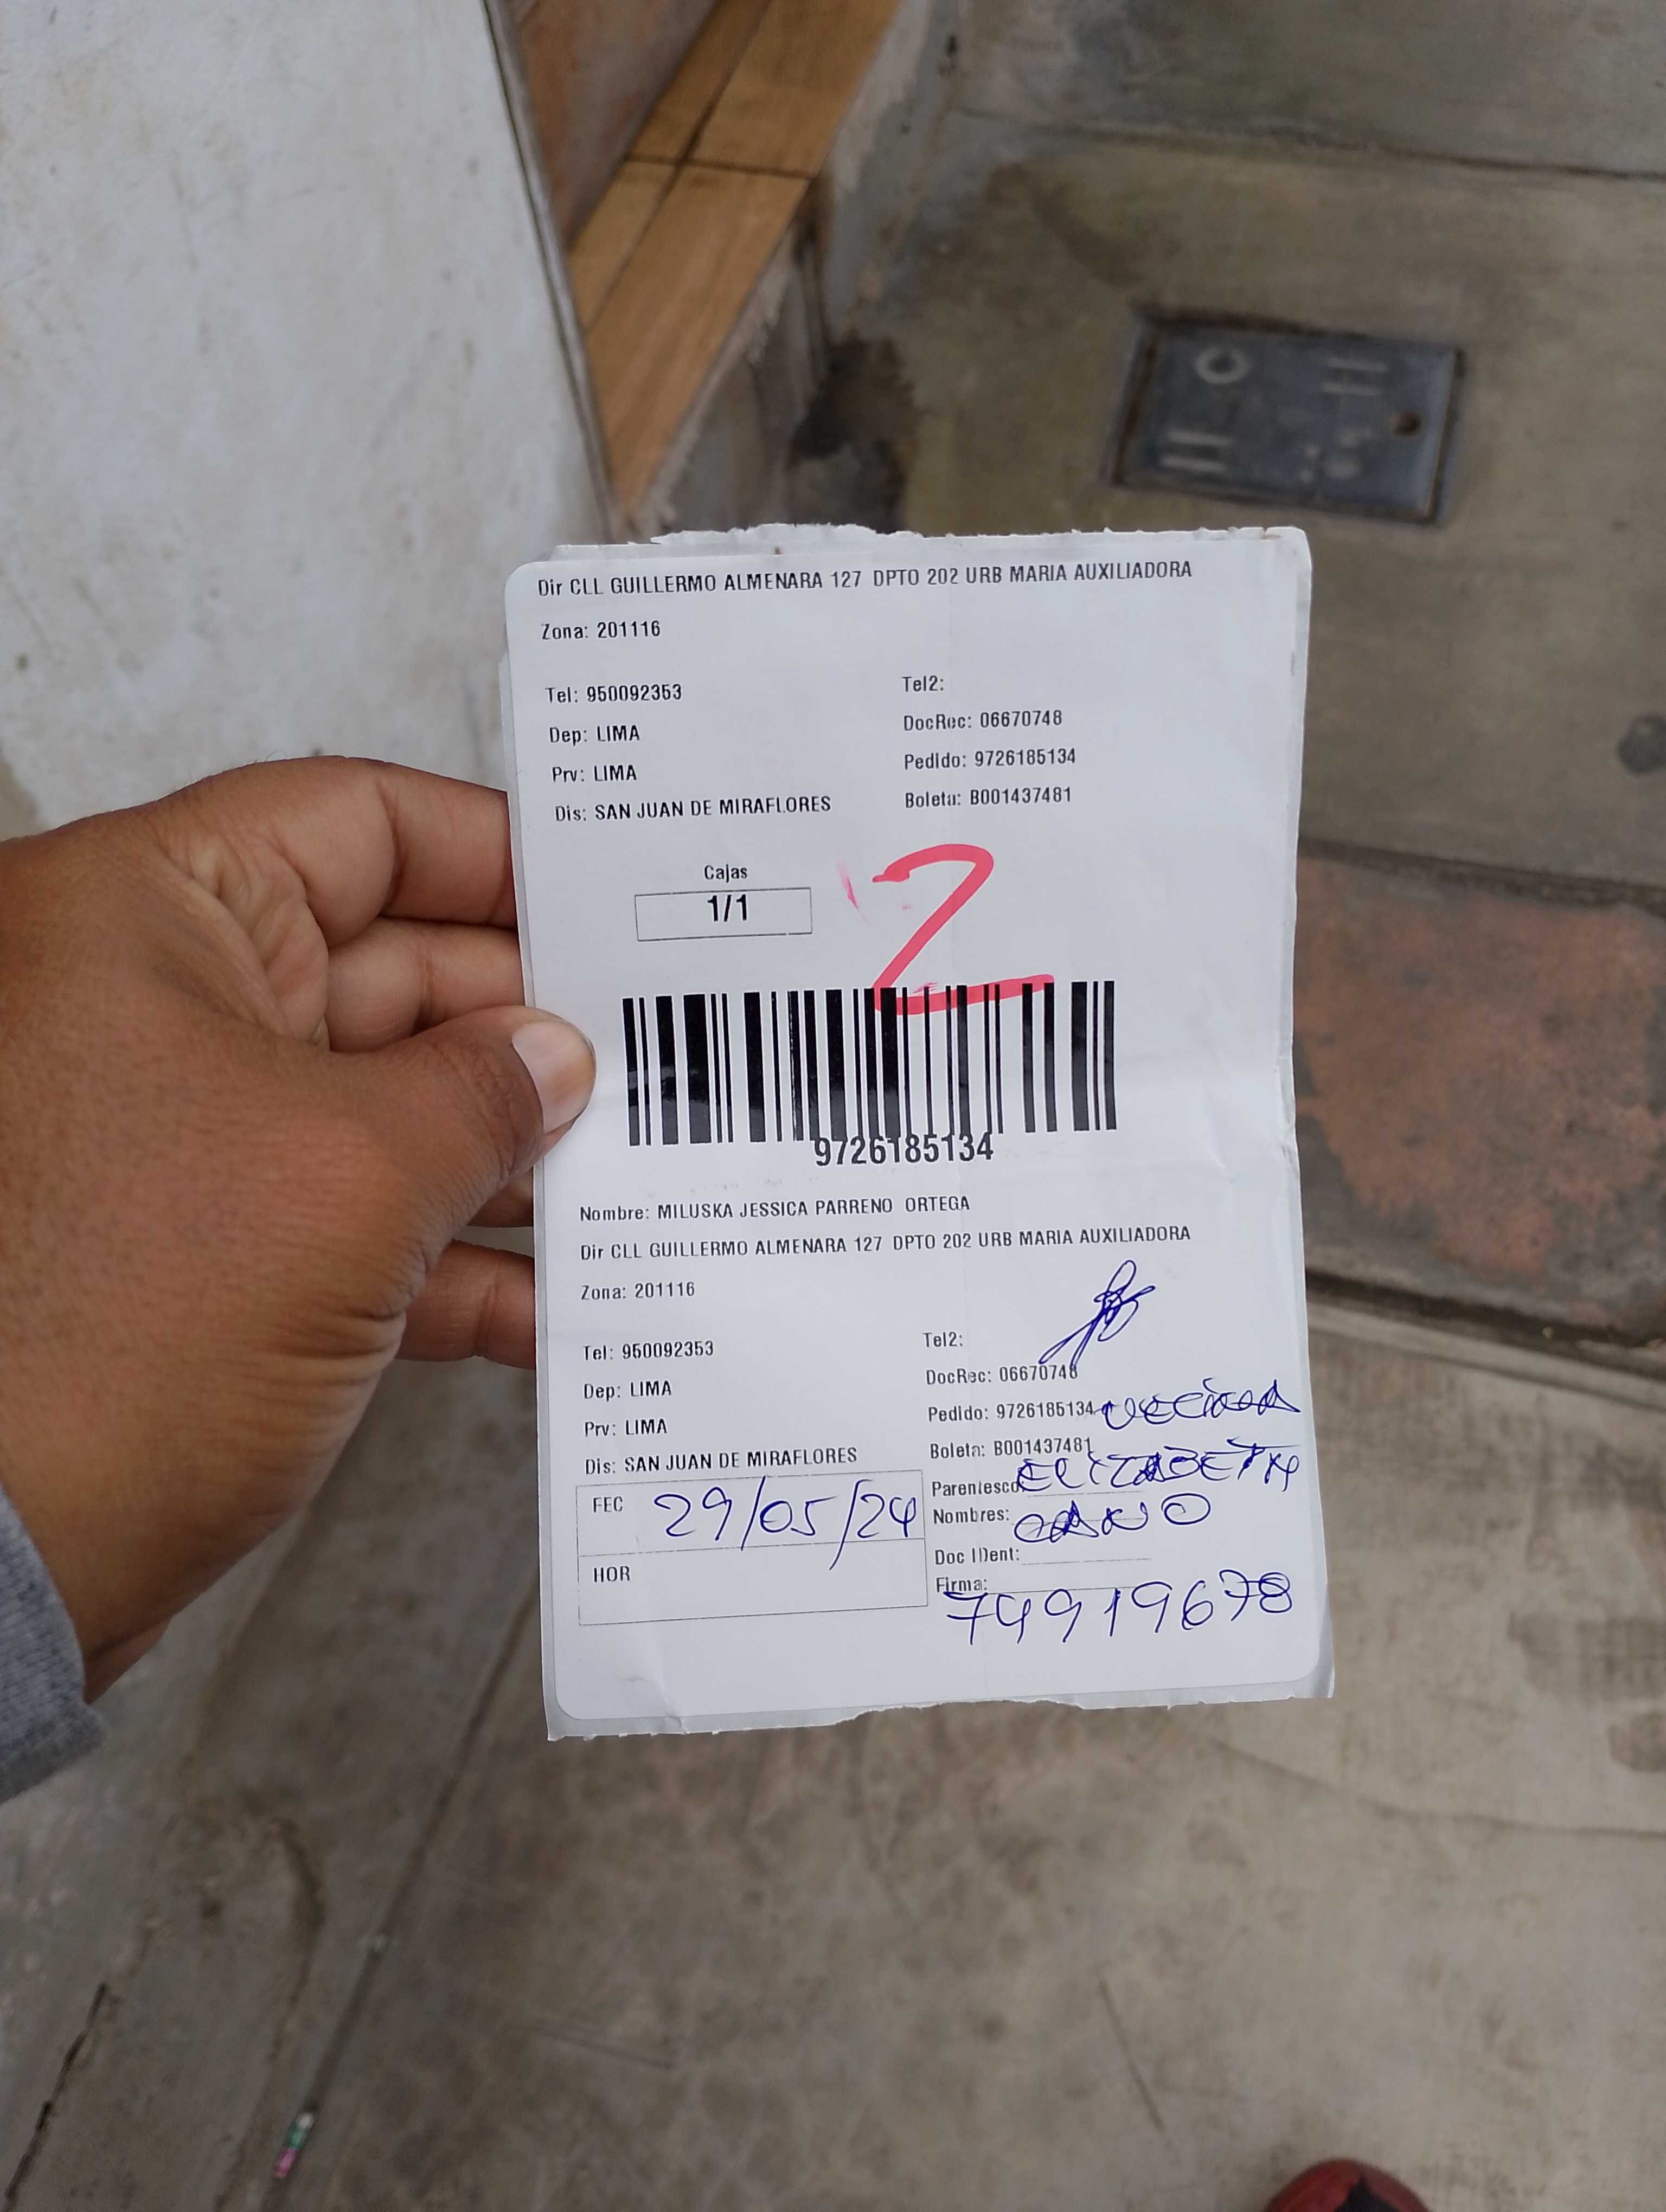 Dir CLL GUILLERMO ALMENARA 127 DPTO 202 URB MARIA AUXILIADORA
Zona: 201116
Tel: 950092353
Tel2:
Dep: LIMA
DocRec: 06670748
Prv: LIMA
Pedido: 9726185134
Dis: SAN JUAN DE MIRAFLORES
Boleta: B001437481
Cajas
1/1
2
9726185134
Nombre: MILUSKA JESSICA PARRENO ORTEGA
Dir CLL GUILLERMO ALMENARA 127 DPTO 202 URB MARIA AUXILIADORA
Zona: 201116
Tel: 950092353
Tel2:
Dep: LIMA
DocRec: 06670748
Prv: LIMA
Pedido: 9726185134 vecina
Dis: SAN JUAN DE MIRAFLORES
Boleta: B001437481
FEC 29/05/24
Parentesco: ELIZABETH
Nombres:
Doc IDent:
HOR
Firma:
74919678